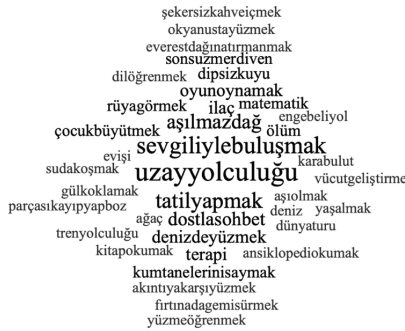 şekersizkahveiçmek
okyanustayüzmek
everestdağınatırmanmak
sonsuzmerdiven
dilöğrenmek dipsizkuyu
oyunoynamak
rüyagörmek ilaç matematik
engebeliyol
aşılmazdağ
çocukbüyütmek ölüm
sevgiliylebuluşmak
evişi karabulut
sudakoşmak uzayyolculuğu
vücutgeliştirme
gülkoklamak tatilyapmak aşıolmak
parçasıkayıpyapboz ağaç deniz yaşalmak
dostlasohbet
trenyolculuğu dünyaturu
denizdeyüzmek
kitapokumak terapi ansiklopediokumak
kumtanelerinisaymak
akıntıyakarşıyüzmek
fırtınadagemisürmek
yüzmeöğrenmek